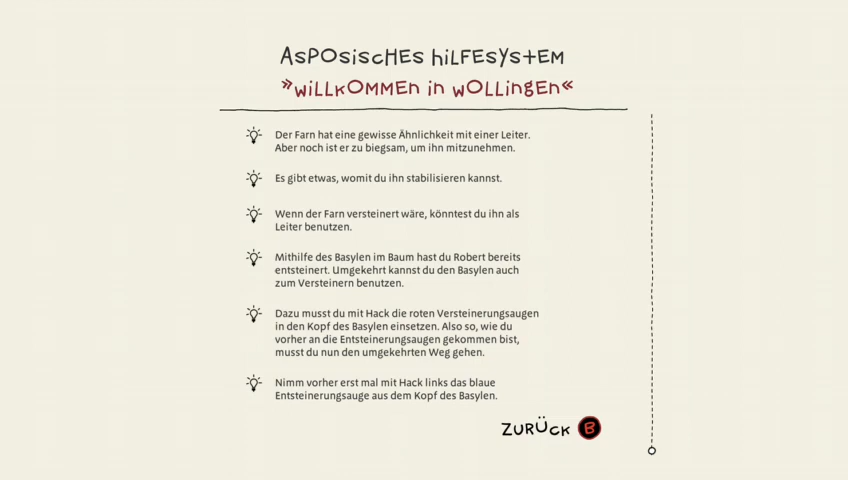 Asposisches Hilfesystem
»Willkommen in Wollingen«
Der Farn hat eine gewisse Ähnlichkeit mit einer Leiter.
Aber noch ist er zu biegsam, um ihn mitzunehmen.
Es gibt etwas, womit du ihn stabilisieren kannst.
Wenn der Farn versteinert wäre, könntest du ihn als
Leiter benutzen.
Mithilfe des Basylen im Baum hast du Robert bereits
entsteinert. Umgekehrt kannst du den Basylen auch
zum Versteinern benutzen.
Dazu musst du mit Hack die roten Versteinerungsaugen
in den Kopf des Basylen einsetzen. Also so, wie du
vorher an die Entsteinerungsaugen gekommen bist,
musst du nun den umgekehrten Weg gehen.
Nimm vorher erst mal mit Hack links das blaue
Entsteinerungsauge aus dem Kopf des Basylen.
Zurück B